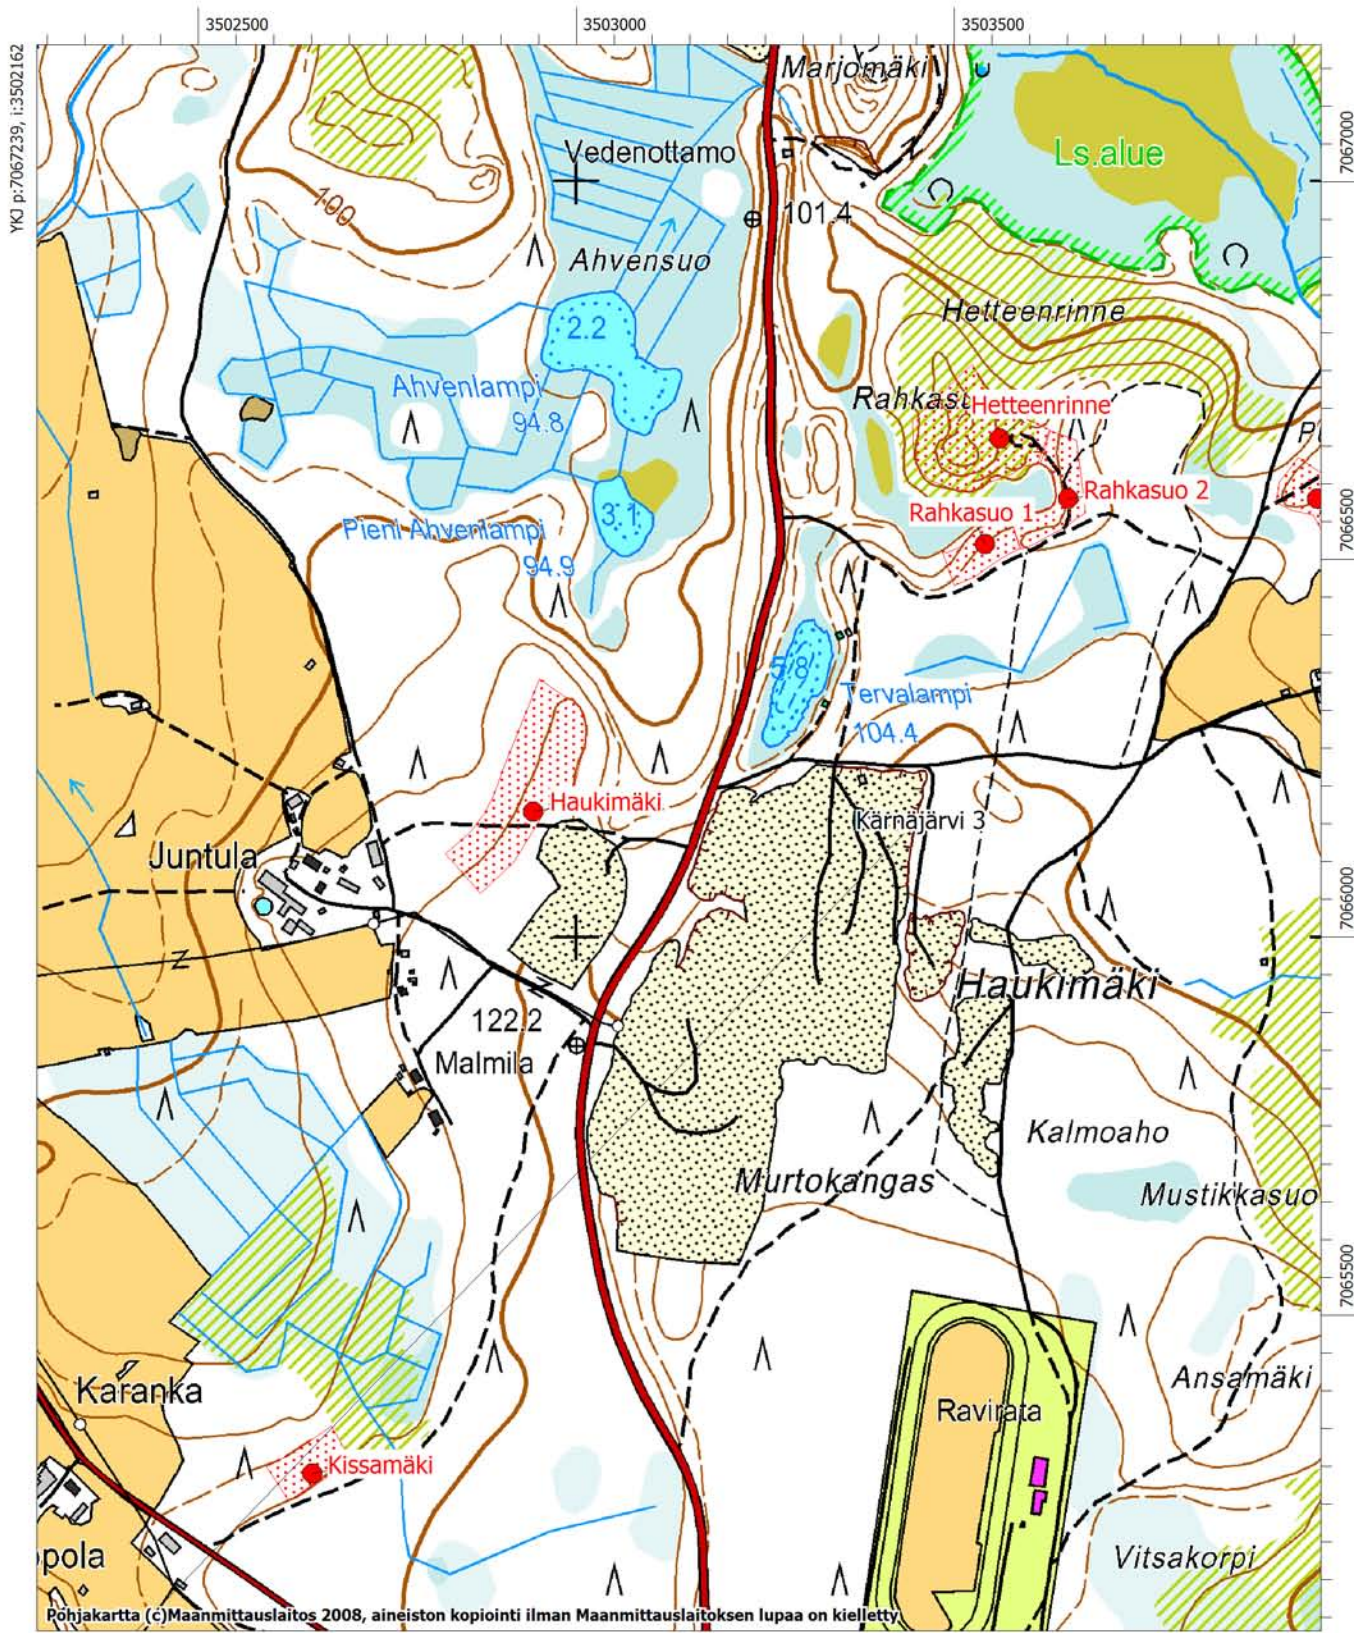 3502500
3503000
3503500
YKJ p:7067239, i:3502162
7067000
7066500
7066000
7065500
Marjomäki
Ls.alue
Vedenottamo
100
101.4
Ahvensuo
Hetteenrinne
2.2
Ahvenlampi
94.8
Hetteenrinne
Rahkasuo 2
Rahkasuo 1
3.1
Pieni Ahvenlampi
94.9
5.8
Tervalampi
104.4
Haukimäki
Kärnäjärvi 3
Juntula
Haukimäki
122.2
Malmila
Kalmoaho
Murtokangas
Mustikkasuo
Ansamäki
Karanka
Ravirata
Kissamäki
Vitsakorpi
Pohjakartta (c)Maanmittauslaitos 2008, aineiston kopiointi ilman Maanmittauslaitoksen lupaa on kielletty